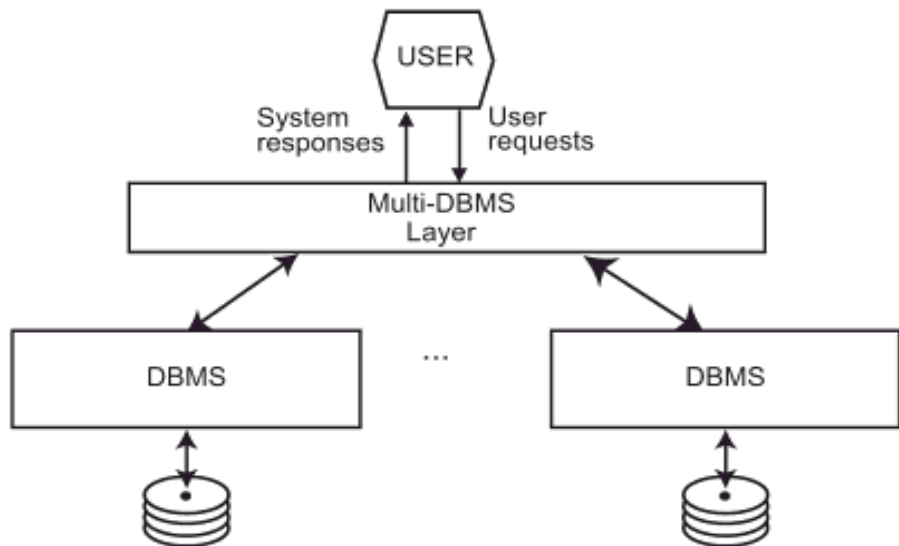 USER
System
responses
User
requests
Multi-DBMS
Layer
DBMS
...
DBMS